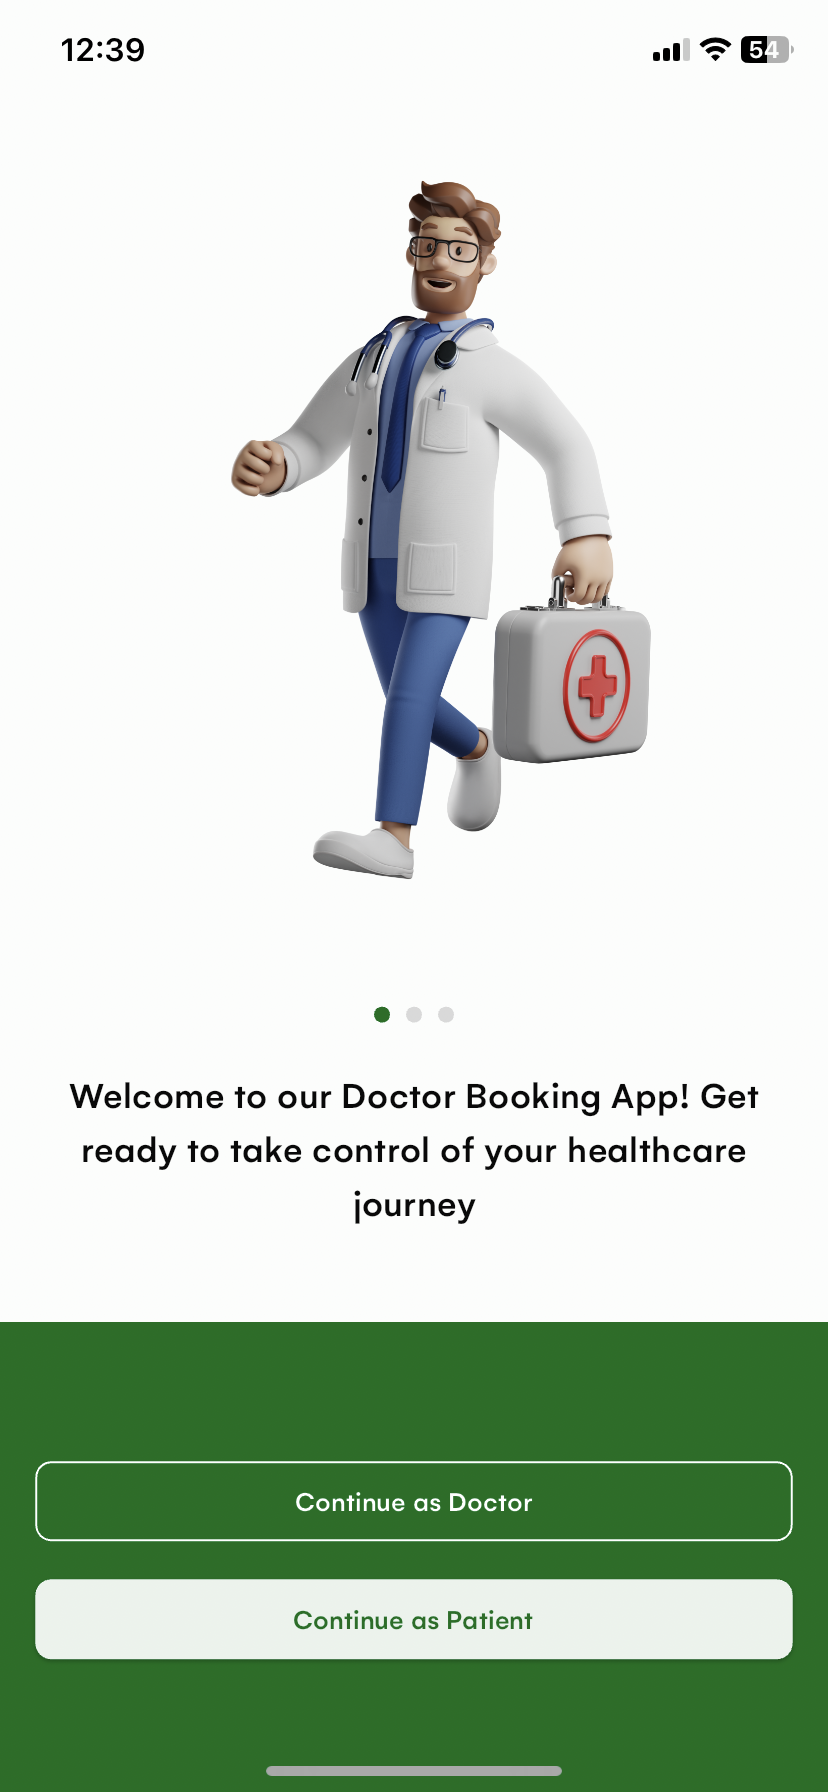 12:39
54
Welcome to our Doctor Booking App! Get
ready to take control of your healthcare
journey
Continue as Doctor
Continue as Patient